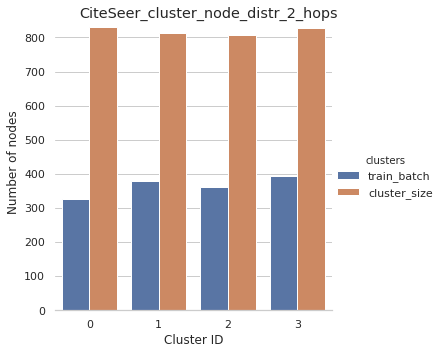 CiteSeer_cluster_node_distr_2_hops
800
700
600
500
400
300
200
100
0
Number of nodes
0 1 2 3
Cluster ID
clusters
train_batch
cluster_size